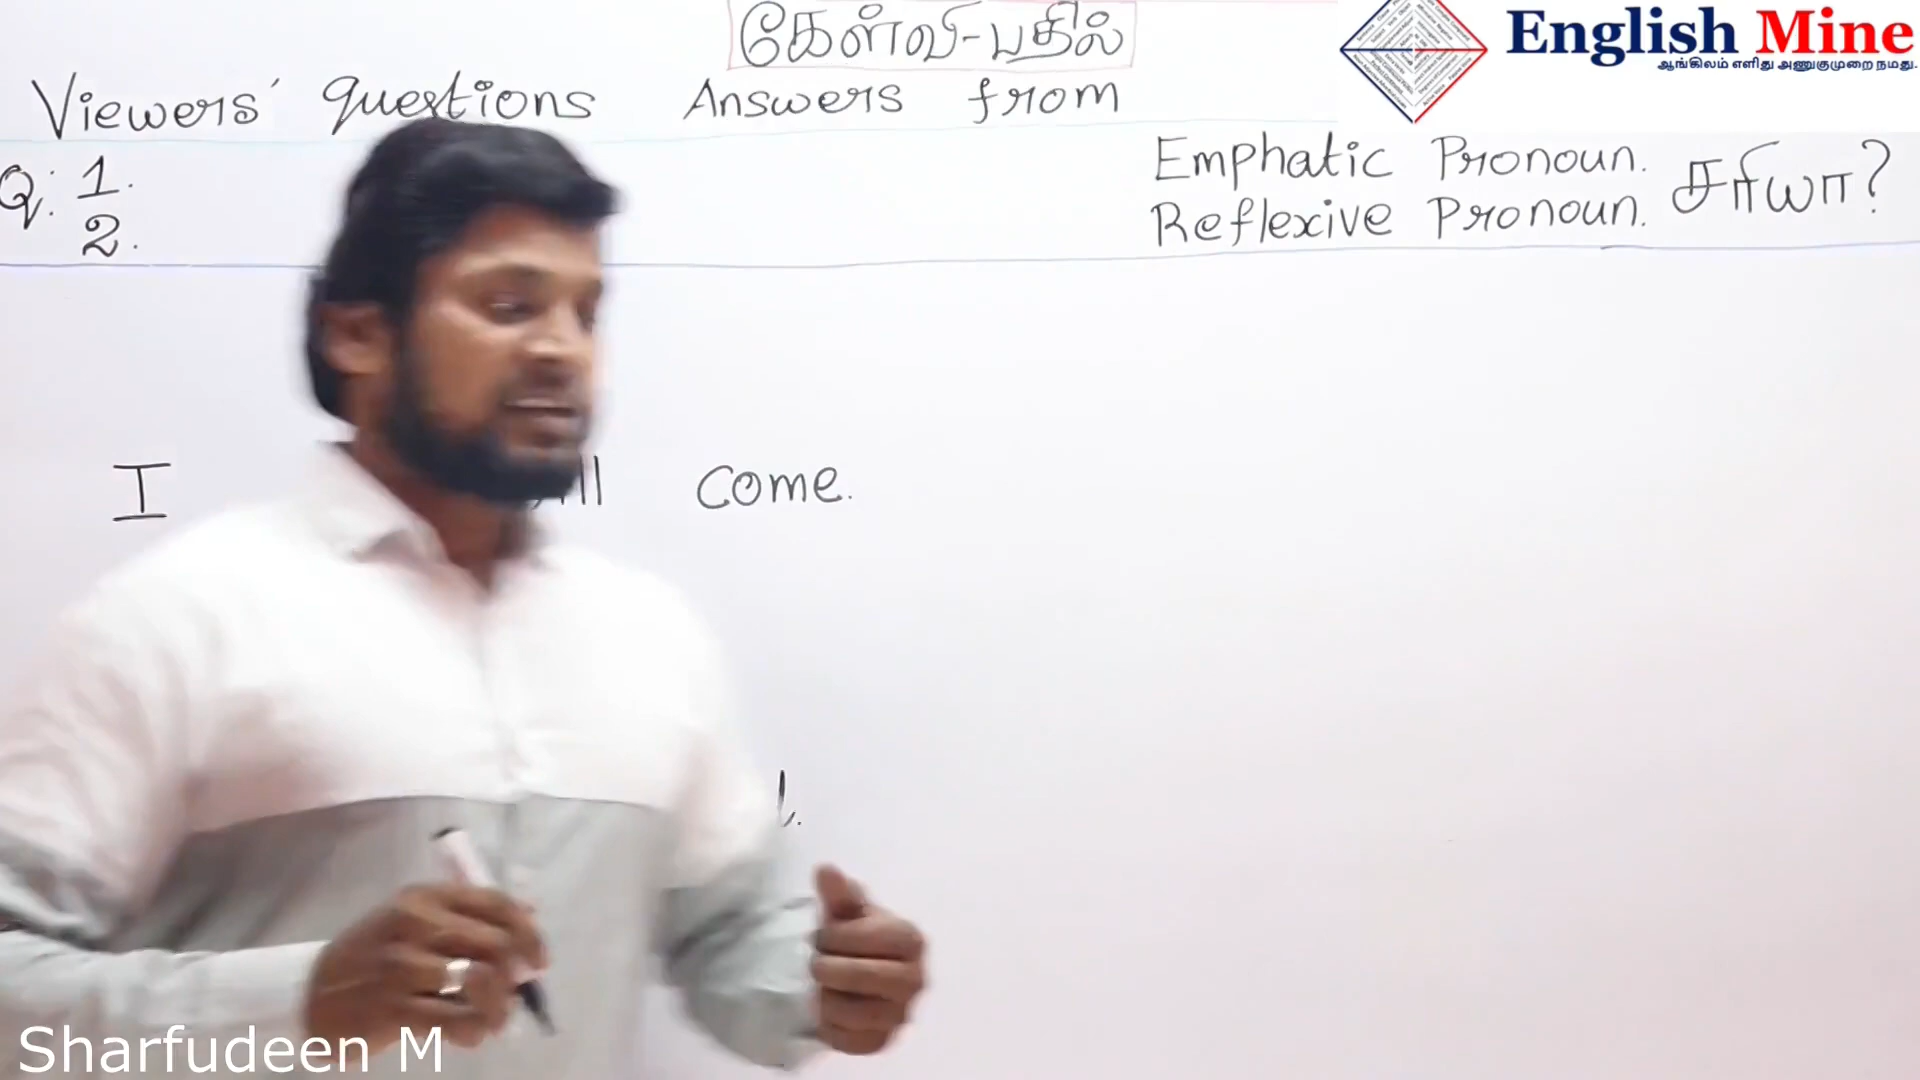 கேள்வி-பதில்
English Mine
ஆங்கிலம் எளிது அணுகுமுறை நமது.
Viewers' questions Answers from
Q: 1. Emphatic Pronoun. சரியா?
2. Reflexive Pronoun.
I come.
Sharfudeen M